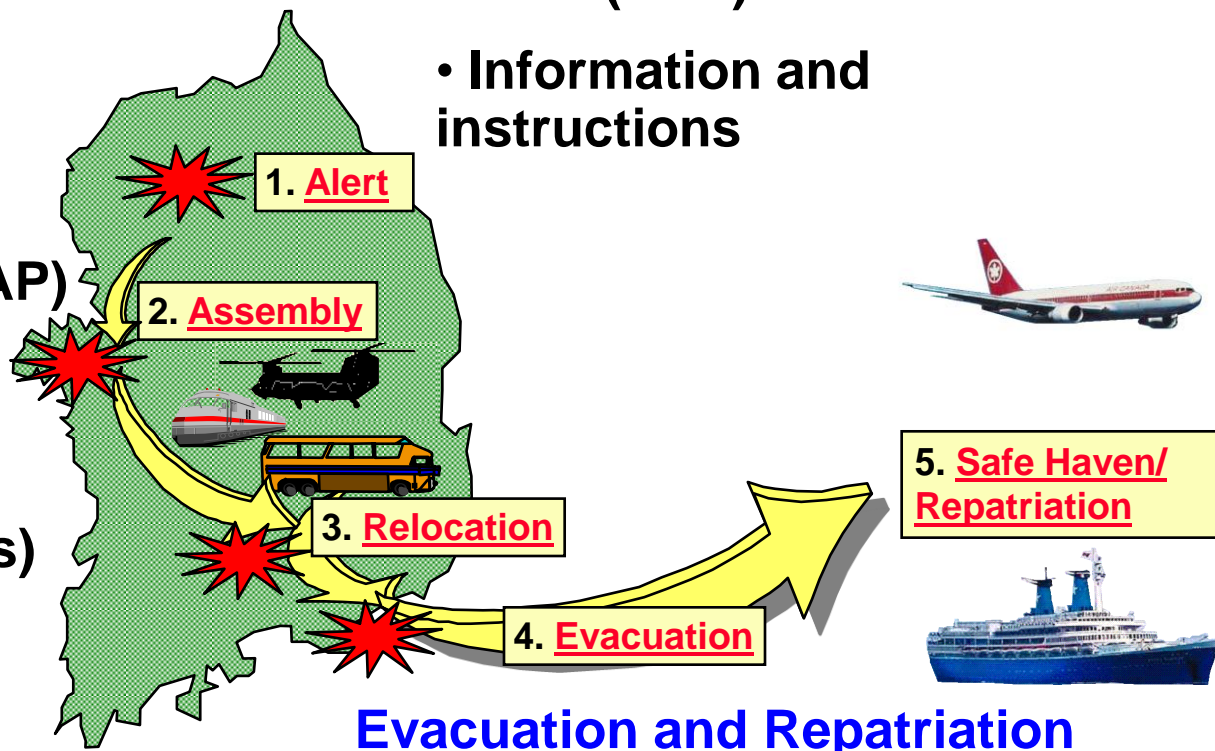 • Information and
instructions
1. Alert
AP)
2. Assembly
5. Safe Haven/
Repatriation
3. Relocation
s)
4. Evacuation
Evacuation and Repatriation